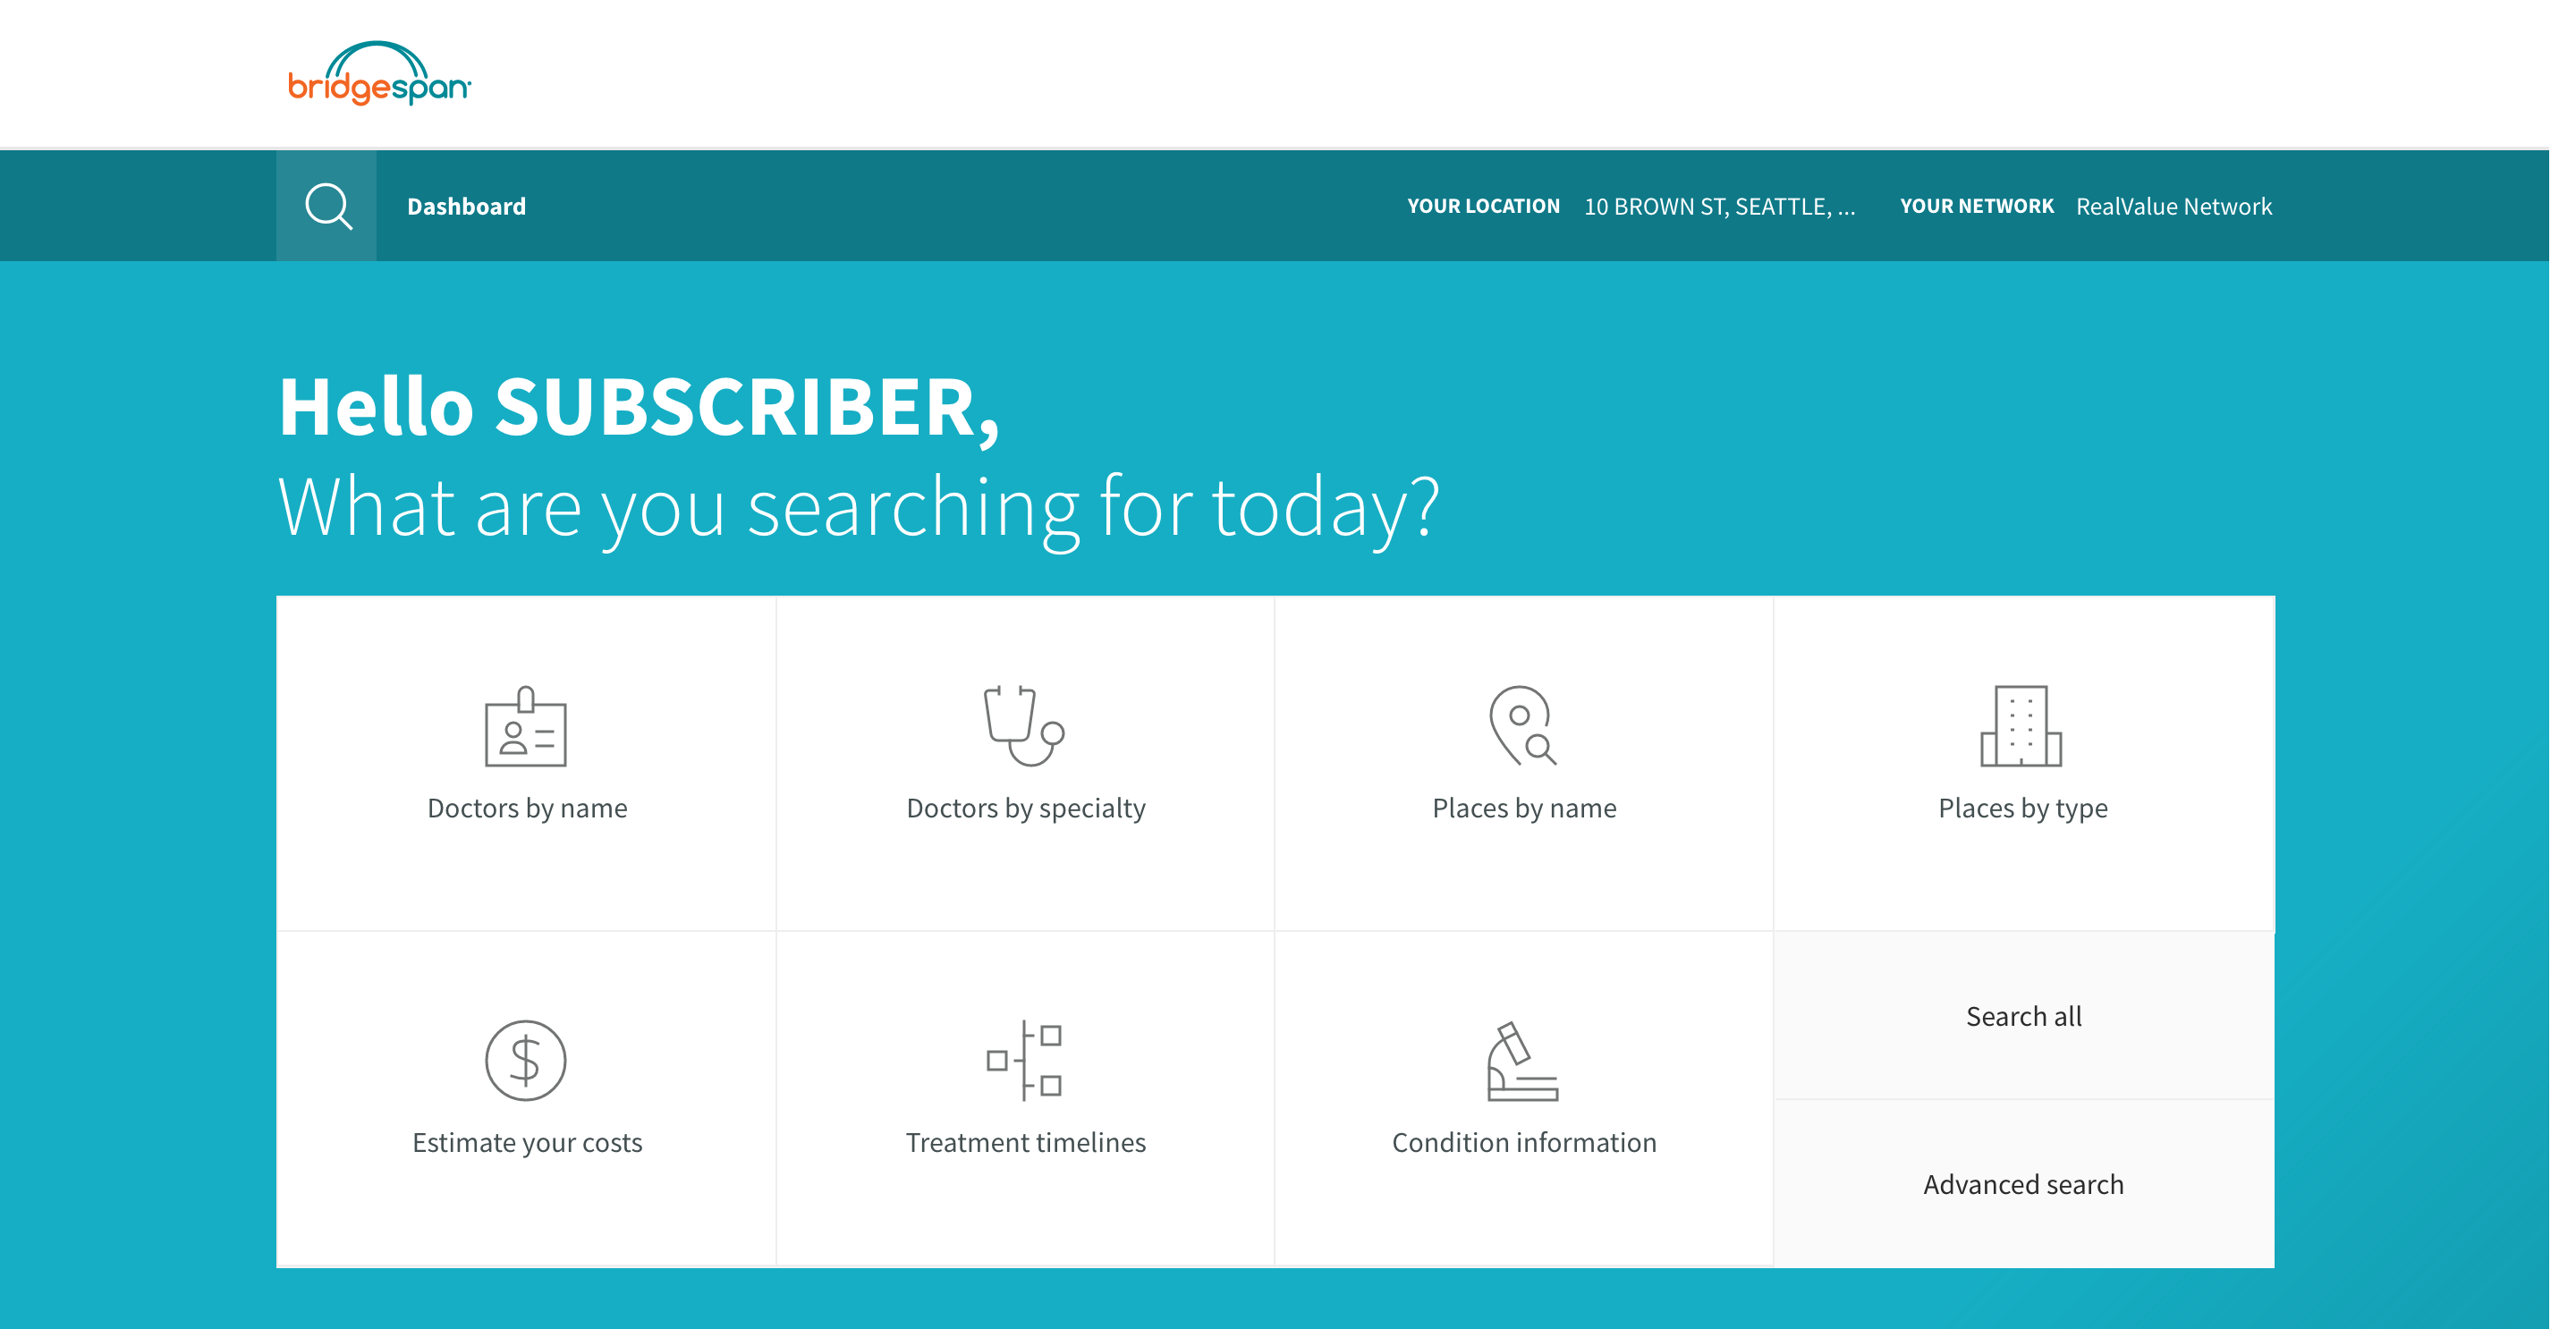 bridgespan
Dashboard
YOUR LOCATION 10 BROWN ST, SEATTLE, ... YOUR NETWORK RealValue Network
Hello SUBSCRIBER,
What are you searching for today?
Doctors by name
Doctors by specialty
Places by name
Places by type
Estimate your costs
Treatment timelines
Condition information
Search all
Advanced search